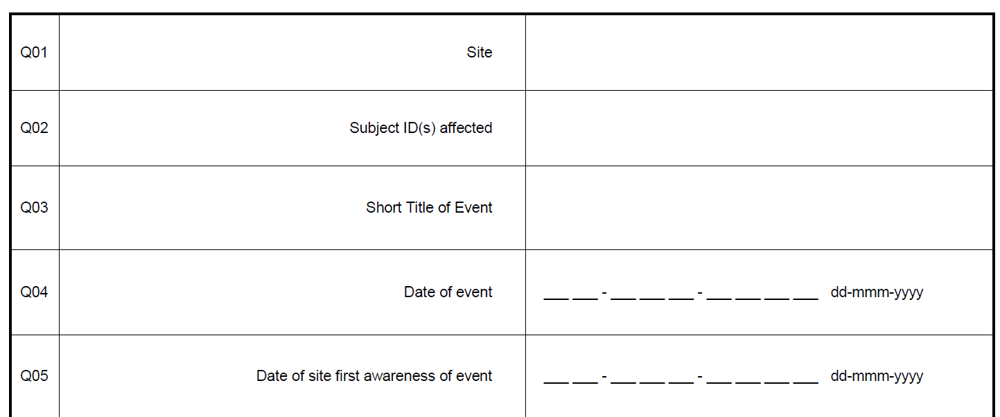 Q01 Site
Q02 Subject ID(s) affected
Q03 Short Title of Event
Q04 Date of event ___ ___ - ___ ___ ___ - ___ ___ ___ ___ dd-mmm-yyyy
Q05 Date of site first awareness of event ___ ___ - ___ ___ ___ - ___ ___ ___ ___ dd-mmm-yyyy